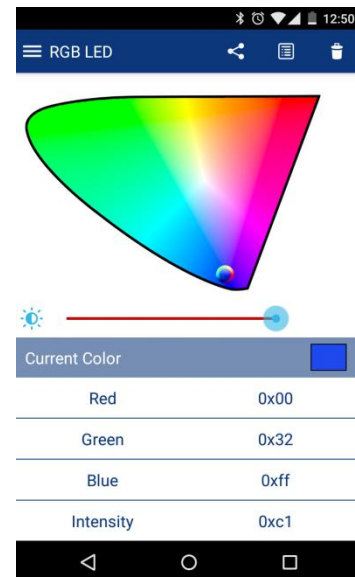 12:50
RGB LED
Current Color
Red 0x00
Green 0x32
Blue 0xff
Intensity 0xc1